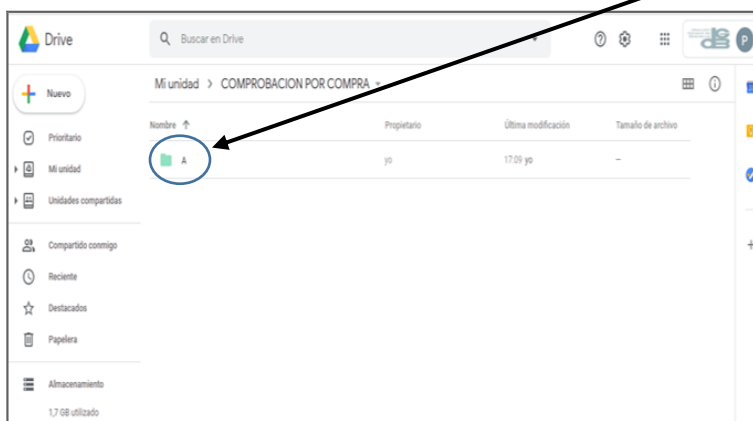 Drive
Buscar en Drive
P
Nuevo
Mi unidad > COMPROBACION POR COMPRA
Nombre ↑ Propietario Última modificación Tamaño de archivo
A yo 17:09 yo –
Prioritario
Mi unidad
Unidades compartidas
Compartido conmigo
Reciente
Destacados
Papelera
Almacenamiento
1,7 GB utilizado